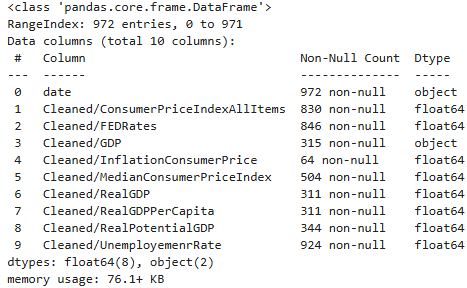 <class 'pandas.core.frame.DataFrame'>
RangeIndex: 972 entries, 0 to 971
Data columns (total 10 columns):
 #   Column                           Non-Null Count  Dtype
---  ------                           --------------  -----
 0   date                             972 non-null    object
 1   Cleaned/ConsumerPriceIndexAllItems  830 non-null    float64
 2   Cleaned/FEDRates                 846 non-null    float64
 3   Cleaned/GDP                      315 non-null    object
 4   Cleaned/InflationConsumerPrice   64 non-null     float64
 5   Cleaned/MedianConsumerPriceIndex  504 non-null    float64
 6   Cleaned/RealGDP                  311 non-null    float64
 7   Cleaned/RealGDPPerCapita         311 non-null    float64
 8   Cleaned/RealPotentialGDP         344 non-null    float64
 9   Cleaned/UnemployemenrRate        924 non-null    float64
dtypes: float64(8), object(2)
memory usage: 76.1+ KB